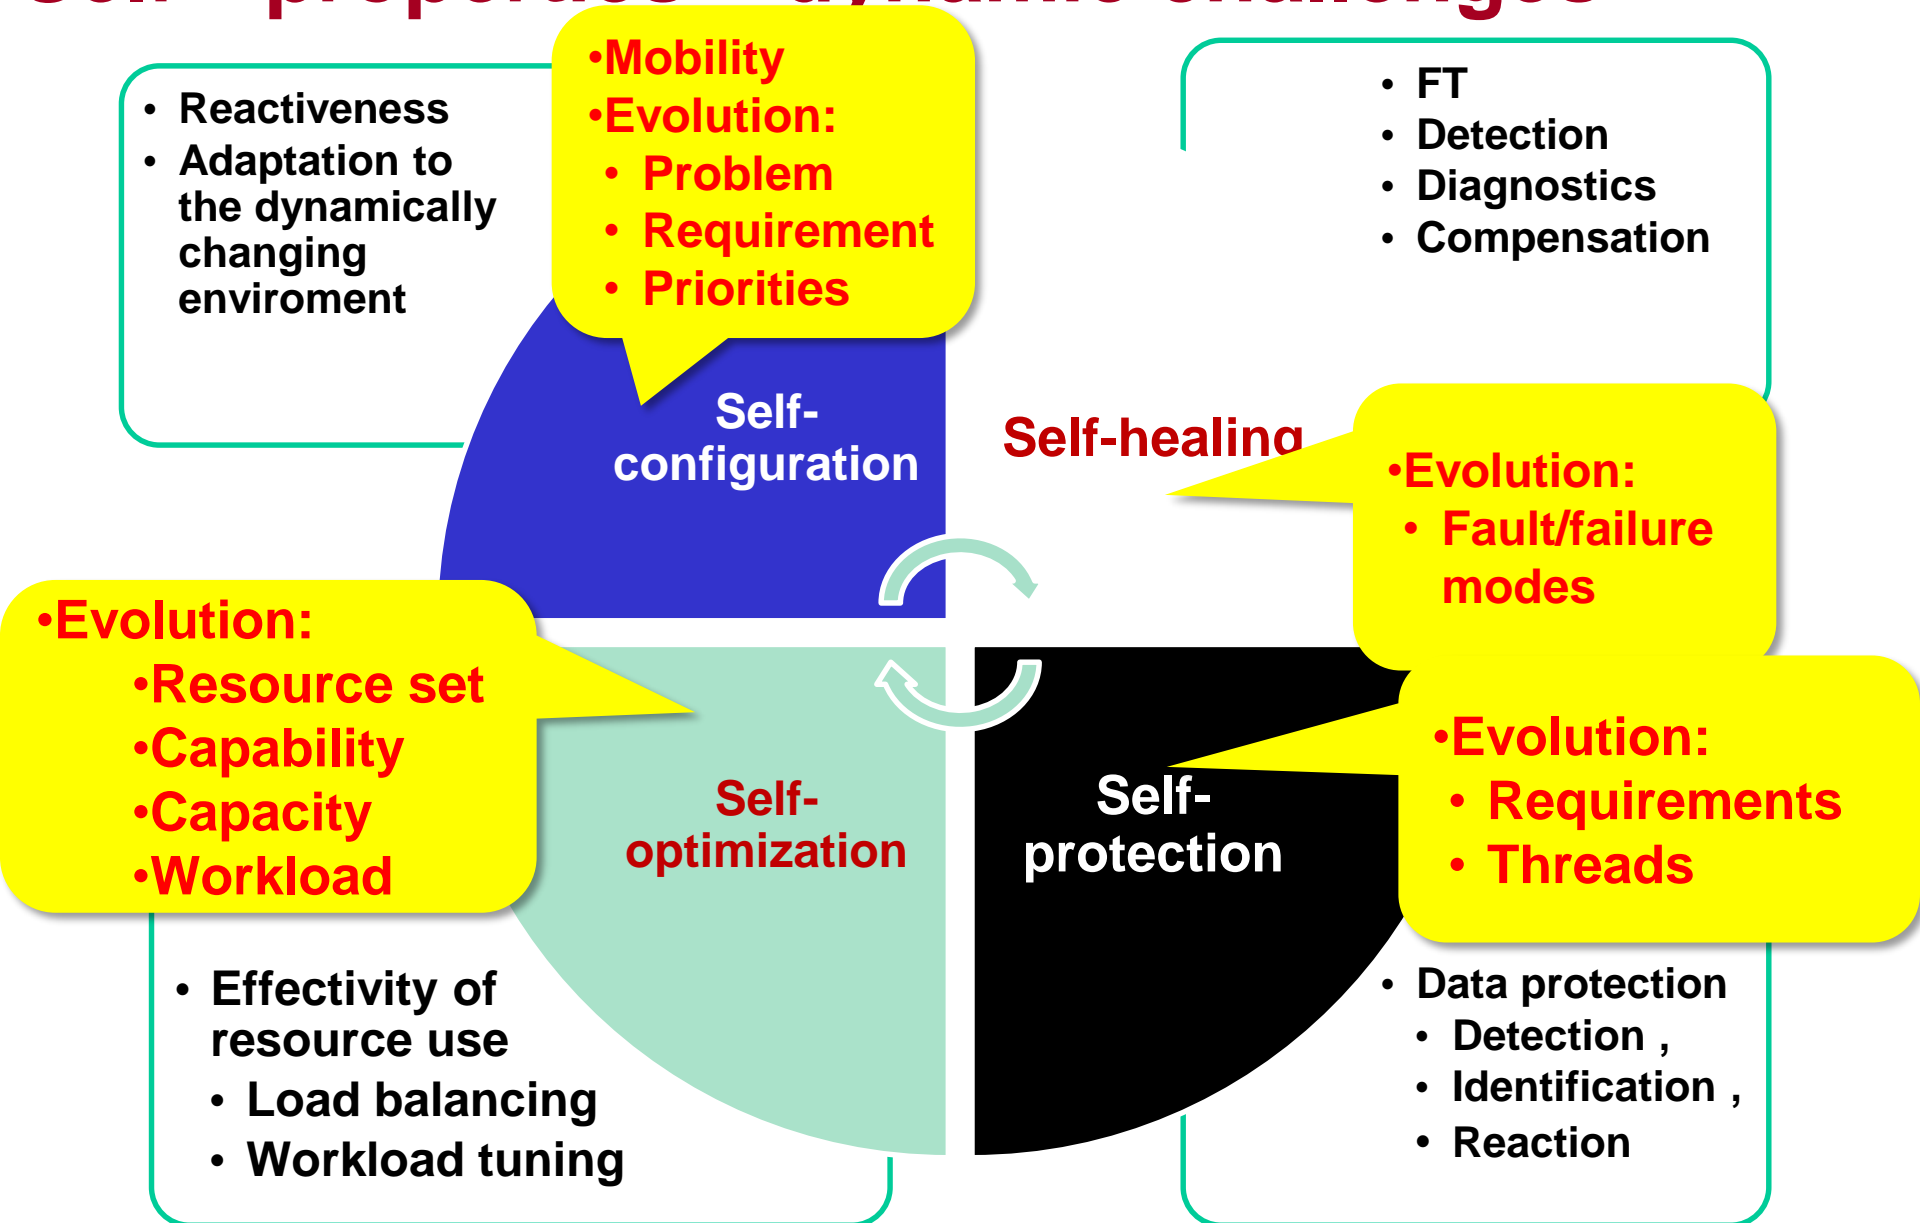 •Mobility
•Evolution:
• Problem
• Requirement
• Priorities
• Reactiveness
• Adaptation to
the dynamically
changing
enviroment
• FT
• Detection
• Diagnostics
• Compensation
Self-
configuration
Self-healing
•Evolution:
• Fault/failure
modes
•Evolution:
•Resource set
•Capability
•Capacity
•Workload
•Evolution:
• Requirements
• Threads
Self-
optimization
Self-
protection
• Effectivity of
resource use
• Load balancing
• Workload tuning
• Data protection
• Detection ,
• Identification ,
• Reaction